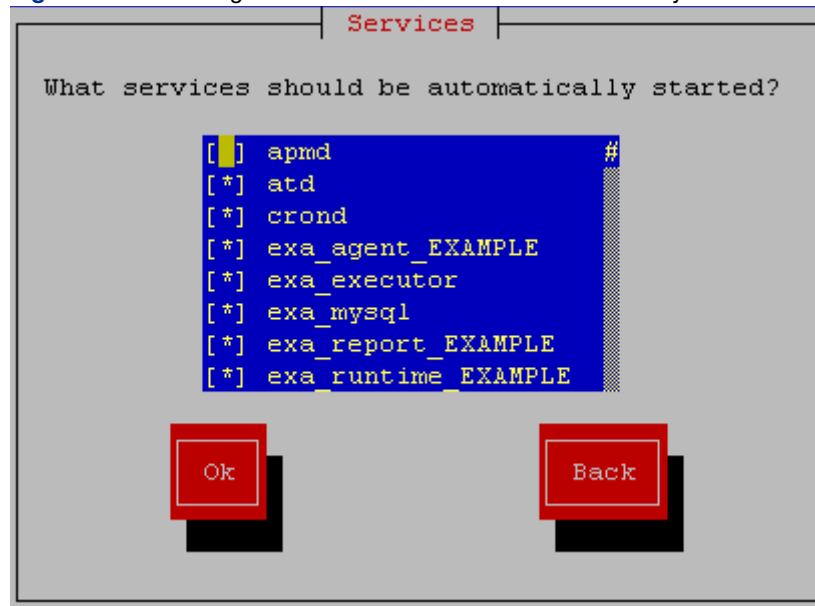 Services
What services should be automatically started?
[ ] apmd #
[*] atd
[*] crond
[*] exa_agent_EXAMPLE
[*] exa_executor
[*] exa_mysql
[*] exa_report_EXAMPLE
[*] exa_runtime_EXAMPLE
Ok Back